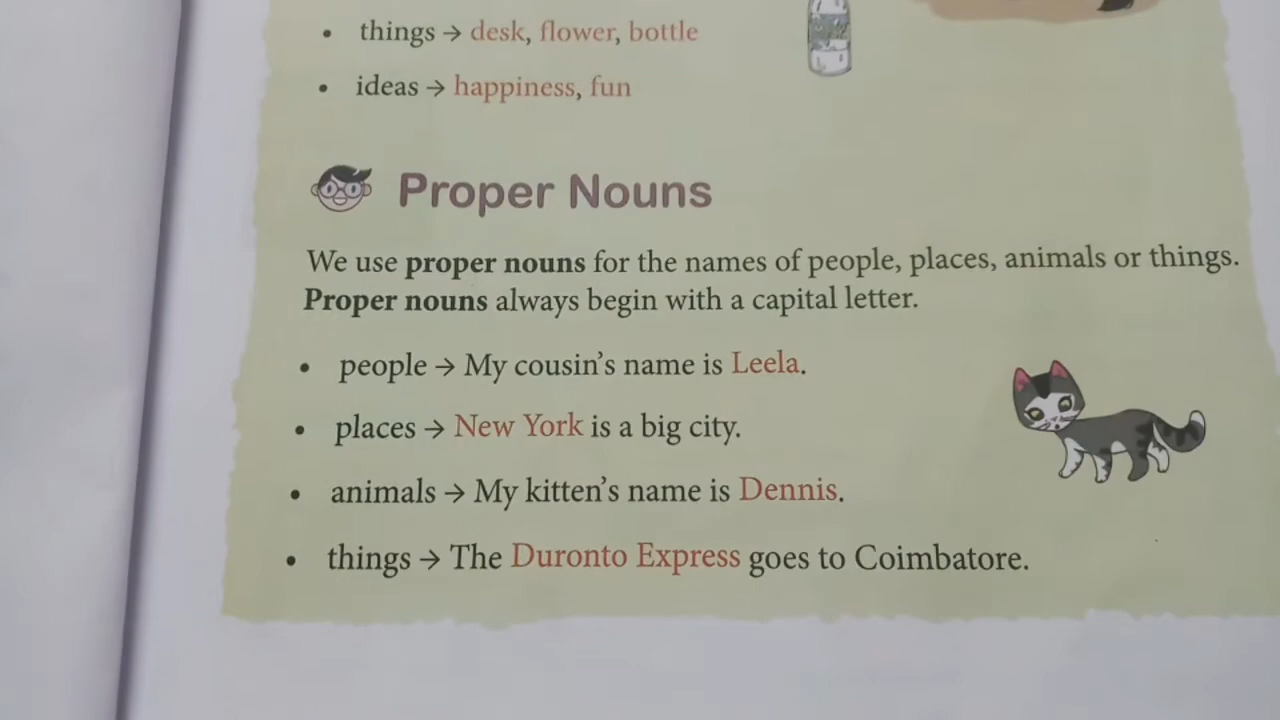 • things → desk, flower, bottle
• ideas → happiness, fun
Proper Nouns
We use proper nouns for the names of people, places, animals or things.
Proper nouns always begin with a capital letter.
• people → My cousin's name is Leela.
• places → New York is a big city.
• animals → My kitten's name is Dennis.
• things → The Duronto Express goes to Coimbatore.